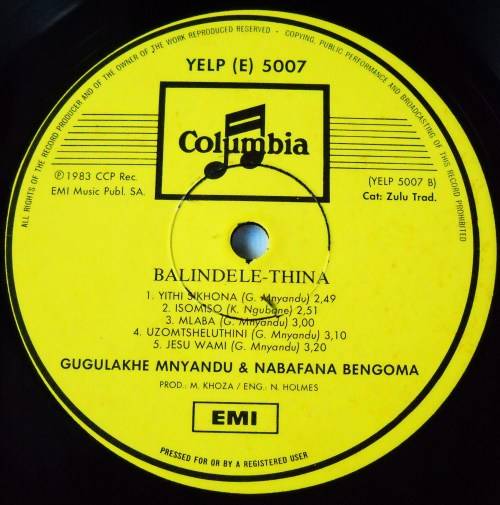 ALL RIGHTS OF THE RECORD PRODUCER AND OF THE OWNER OF THE WORK REPRODUCED RESERVED - COPYING, PUBLIC PERFORMANCE AND BROADCASTING OF THIS RECORD PROHIBITED
YELP (E) 5007
Columbia
℗ 1983 CCP Rec.
EMI Music Publ. SA.
(YELP 5007 B)
Cat: Zulu Trad.
BALINDELE-THINA
1. YITHI SIKHONA (G. Mnyandu) 2,49
2. ISOMISO (K. Ngubane) 2,51
3. MLABA (G. Mnyandu) 3,00
4. UZOMTSHELUTHINI (G. Mnyandu) 3,10
5. JESU WAMI (G. Mnyandu) 3,20
GUGULAKHE MNYANDU & NABAFANA BENGOMA
PROD.: M. KHOZA / ENG.: N. HOLMES
EMI
PRESSED FOR OR BY A REGISTERED USER